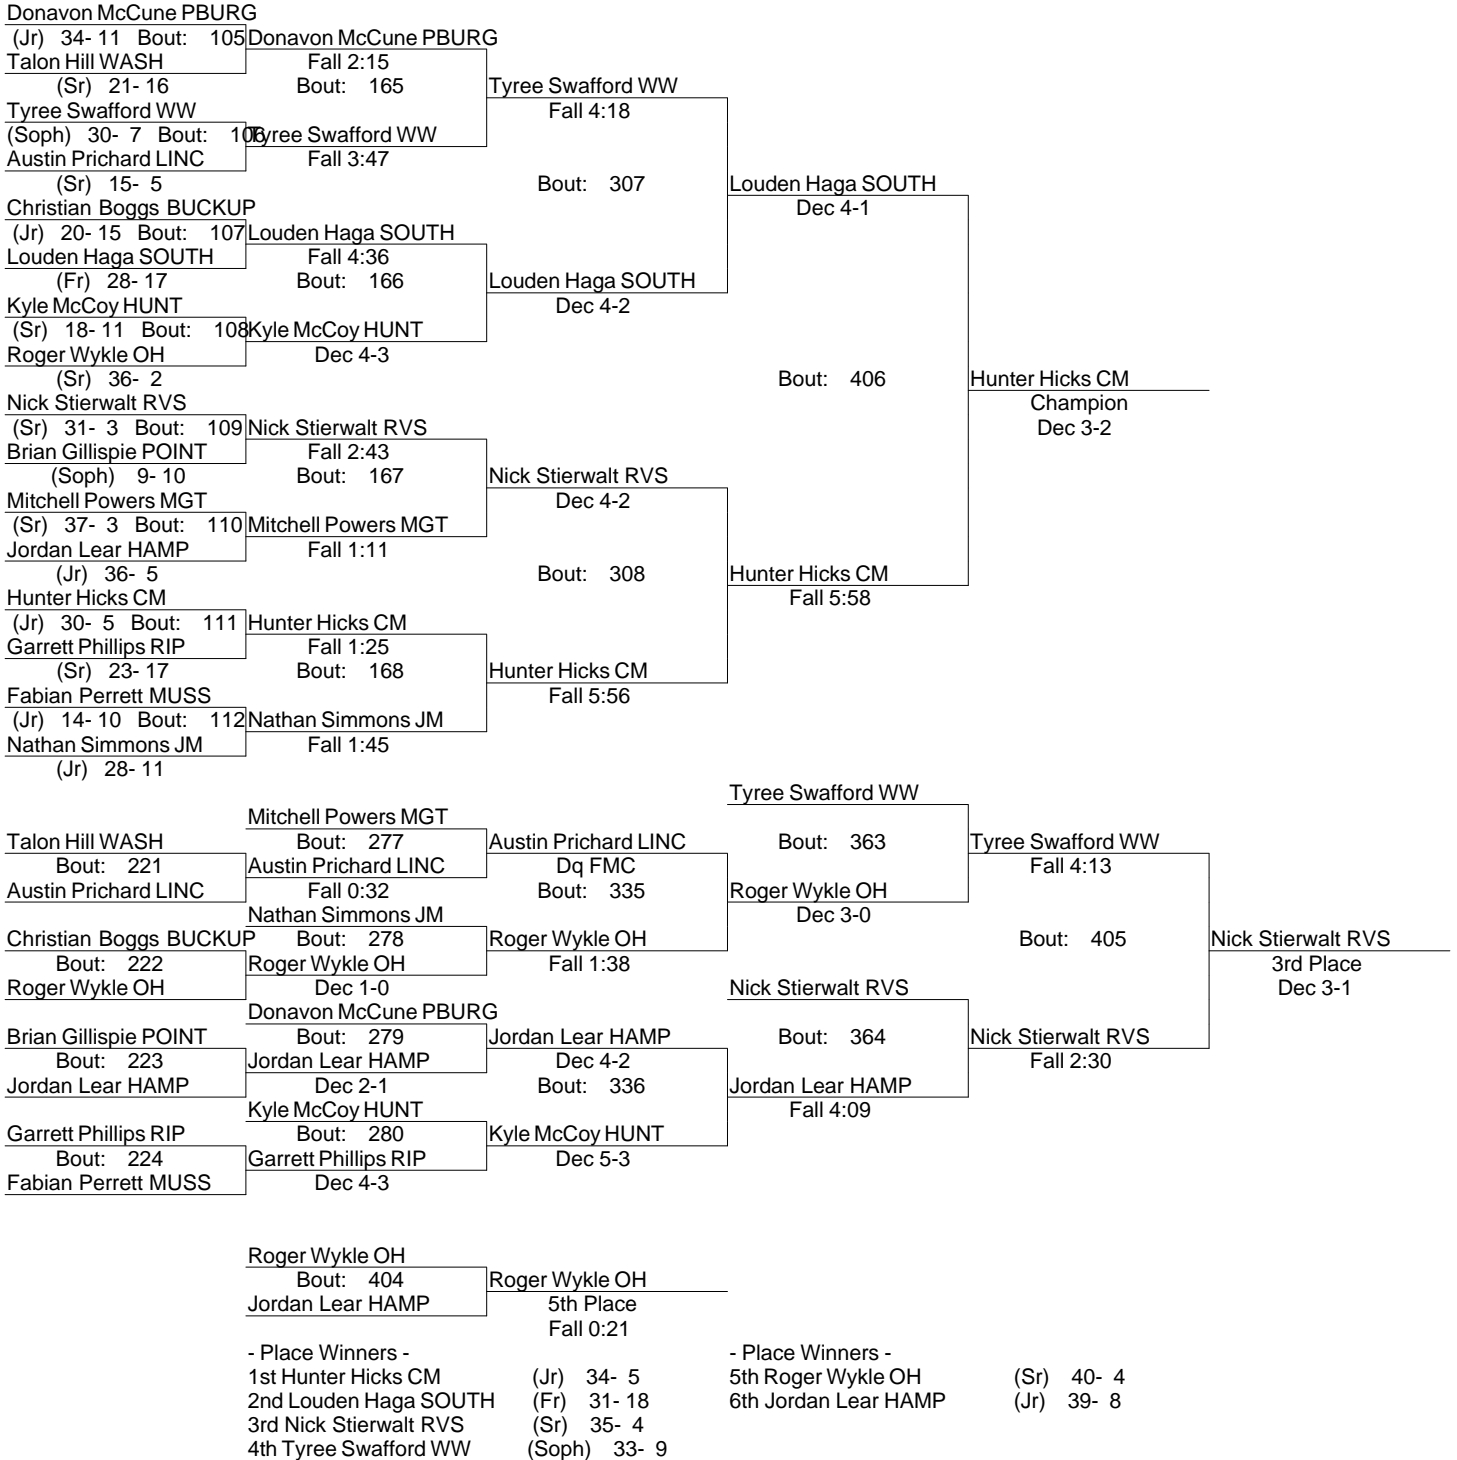 Donavon McCune PBURG
(Jr) 34- 11 Bout: 105 Donavon McCune PBURG
Talon Hill WASH Fall 2:15
(Sr) 21- 16 Bout: 165 Tyree Swafford WW
Tyree Swafford WW Fall 4:18
(Soph) 30- 7 Bout: 106 Tyree Swafford WW
Austin Prichard LINC Fall 3:47
(Sr) 15- 5 Bout: 307 Louden Haga SOUTH
Christian Boggs BUCKUP Dec 4-1
(Jr) 20- 15 Bout: 107 Louden Haga SOUTH
Louden Haga SOUTH Fall 4:36
(Fr) 28- 17 Bout: 166 Louden Haga SOUTH
Kyle McCoy HUNT Dec 4-2
(Sr) 18- 11 Bout: 108 Kyle McCoy HUNT
Roger Wykle OH Dec 4-3
(Sr) 36- 2 Bout: 406 Hunter Hicks CM
Nick Stierwalt RVS Champion
(Sr) 31- 3 Bout: 109 Nick Stierwalt RVS Dec 3-2
Brian Gillispie POINT Fall 2:43
(Soph) 9- 10 Bout: 167 Nick Stierwalt RVS
Mitchell Powers MGT Dec 4-2
(Sr) 37- 3 Bout: 110 Mitchell Powers MGT
Jordan Lear HAMP Fall 1:11
(Jr) 36- 5 Bout: 308 Hunter Hicks CM
Hunter Hicks CM Fall 5:58
(Jr) 30- 5 Bout: 111 Hunter Hicks CM
Garrett Phillips RIP Fall 1:25
(Sr) 23- 17 Bout: 168 Hunter Hicks CM
Fabian Perrett MUSS Fall 5:56
(Jr) 14- 10 Bout: 112 Nathan Simmons JM
Nathan Simmons JM Fall 1:45
(Jr) 28- 11
Tyree Swafford WW
Mitchell Powers MGT
Talon Hill WASH Bout: 277 Austin Prichard LINC Bout: 363 Tyree Swafford WW
Bout: 221 Austin Prichard LINC Dq FMC Fall 4:13
Austin Prichard LINC Fall 0:32 Bout: 335 Roger Wykle OH
Nathan Simmons JM Dec 3-0
Christian Boggs BUCKUP Bout: 278 Roger Wykle OH Bout: 405 Nick Stierwalt RVS
Bout: 222 Roger Wykle OH Fall 1:38 3rd Place
Roger Wykle OH Dec 1-0 Nick Stierwalt RVS Dec 3-1
Donavon McCune PBURG
Brian Gillispie POINT Bout: 279 Jordan Lear HAMP Bout: 364 Nick Stierwalt RVS
Bout: 223 Jordan Lear HAMP Dec 4-2 Fall 2:30
Jordan Lear HAMP Dec 2-1 Bout: 336 Jordan Lear HAMP
Kyle McCoy HUNT Fall 4:09
Garrett Phillips RIP Bout: 280 Kyle McCoy HUNT
Bout: 224 Garrett Phillips RIP Dec 5-3
Fabian Perrett MUSS Dec 4-3
Roger Wykle OH
Bout: 404 Roger Wykle OH
Jordan Lear HAMP 5th Place
Fall 0:21
- Place Winners - - Place Winners -
1st Hunter Hicks CM (Jr) 34- 5 5th Roger Wykle OH (Sr) 40- 4
2nd Louden Haga SOUTH (Fr) 31- 18 6th Jordan Lear HAMP (Jr) 39- 8
3rd Nick Stierwalt RVS (Sr) 35- 4
4th Tyree Swafford WW (Soph) 33- 9